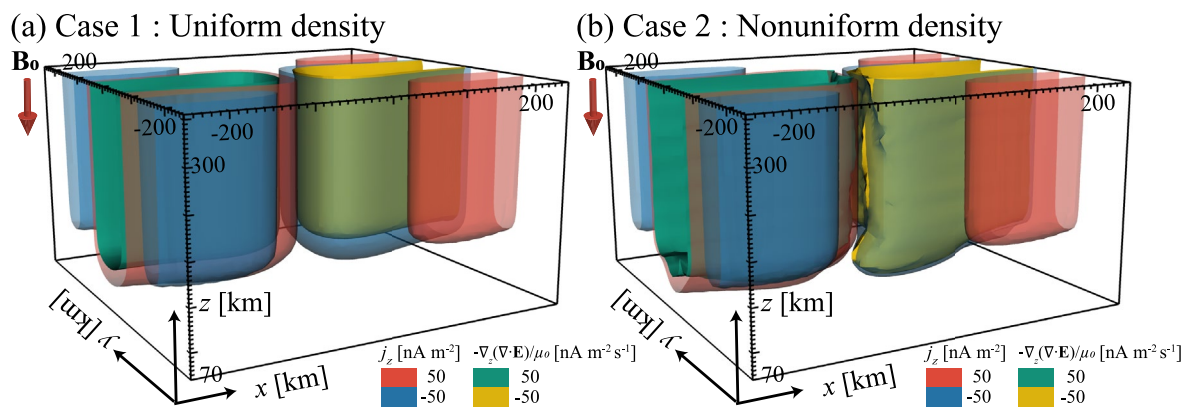 (a) Case 1 : Uniform density
B₀
200
-200
-200
200
300
z [km]
y [km]
70
x [km]
j_z [nA m⁻²]
-∇_z(∇·E)/μ₀ [nA m⁻² s⁻¹]
50
50
-50
-50
(b) Case 2 : Nonuniform density
B₀
200
-200
-200
200
300
z [km]
y [km]
70
x [km]
j_z [nA m⁻²]
-∇_z(∇·E)/μ₀ [nA m⁻² s⁻¹]
50
50
-50
-50